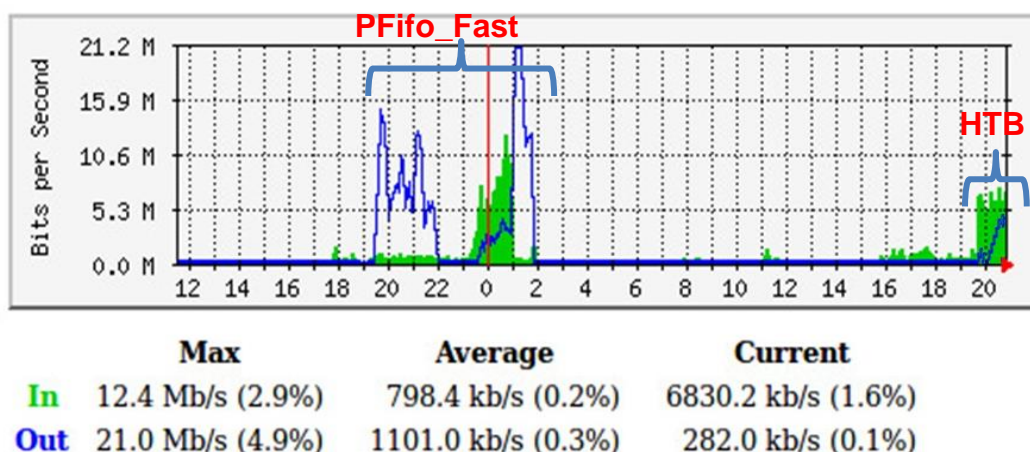 PFifo_Fast
21.2 M
15.9 M
HTB
10.6 M
5.3 M
0.0 M
Bits per Second
12 14 16 18 20 22 0 2 4 6 8 10 12 14 16 18 20
Max Average Current
In 12.4 Mb/s (2.9%) 798.4 kb/s (0.2%) 6830.2 kb/s (1.6%)
Out 21.0 Mb/s (4.9%) 1101.0 kb/s (0.3%) 282.0 kb/s (0.1%)